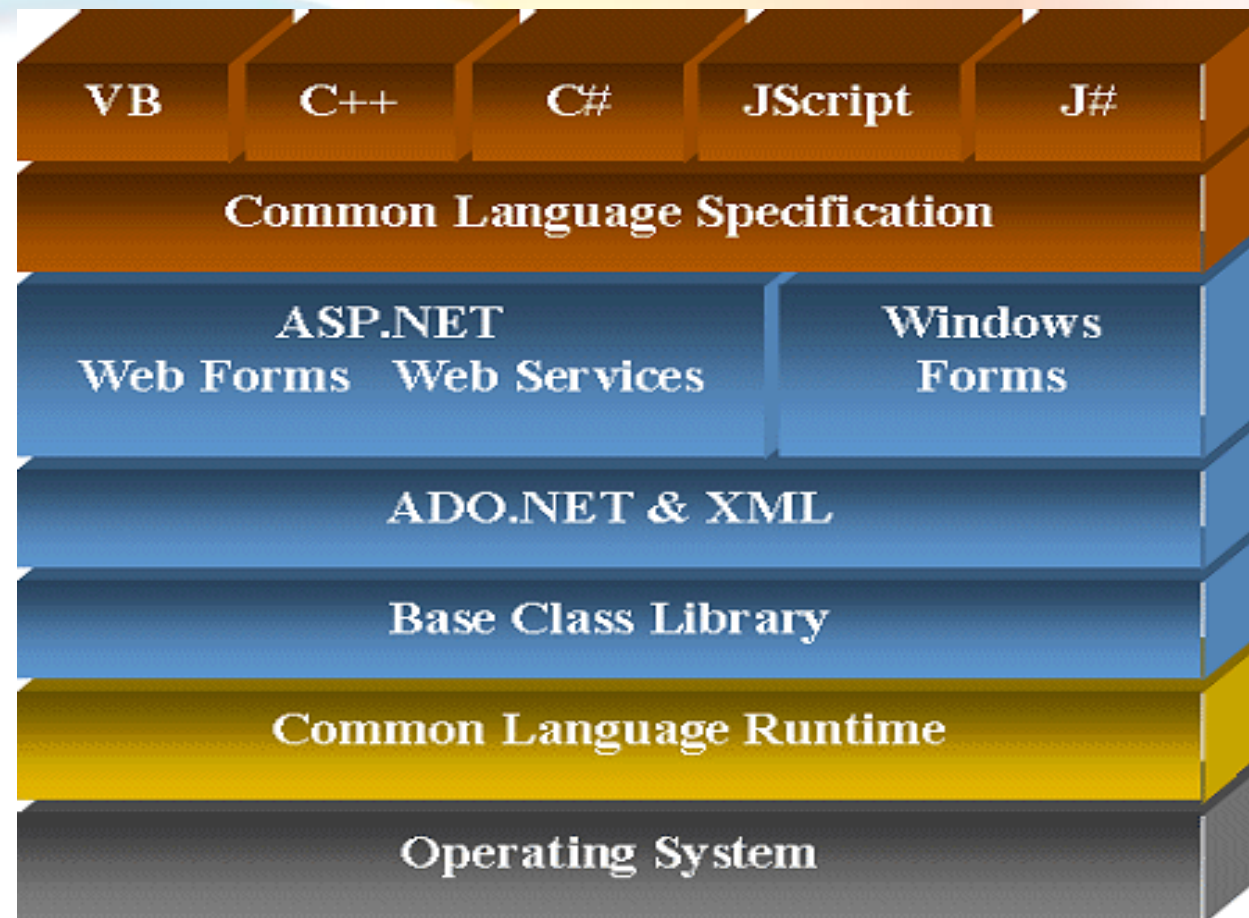 VB C++ C# JScript J#
Common Language Specification
ASP.NET
Web Forms Web Services
Windows
Forms
ADO.NET & XML
Base Class Library
Common Language Runtime
Operating System